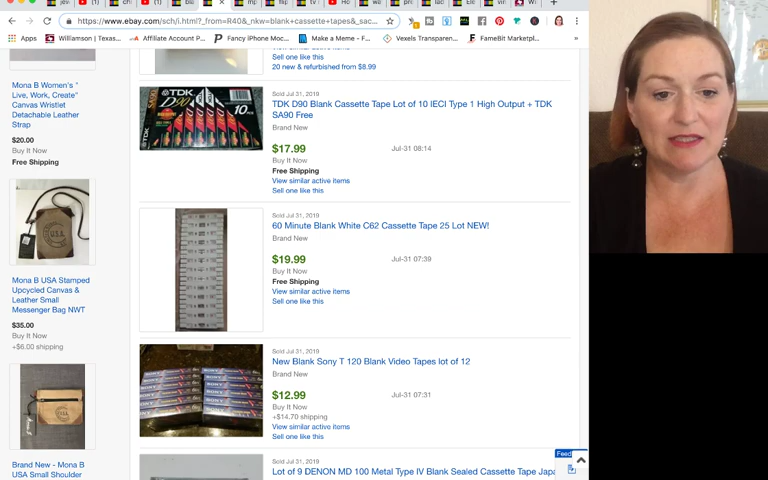 https://www.ebay.com/sch/i.html?_from=R40&_nkw=blank+cassette+tapes&_sac...
Apps
Williamson | Texas...
Affiliate Account P...
Fancy iPhone Moc...
Make a Meme - F...
Vexels Transparen...
FameBit Marketpl...
»
Mona B Women's "
Live, Work, Create"
Canvas Wristlet
Detachable Leather
Strap
$20.00
Buy It Now
Free Shipping
Mona B USA Stamped
Upcycled Canvas &
Leather Small
Messenger Bag NWT
$35.00
Buy It Now
+$6.00 shipping
Brand New - Mona B
USA Small Shoulder
Sell one like this
20 new & refurbished from $8.99
TDK
D90
10
Sold Jul 31, 2019
TDK D90 Blank Cassette Tape Lot of 10 IECI Type 1 High Output + TDK
SA90 Free
Brand New
$17.99
Jul-31 08:14
Buy It Now
Free Shipping
View similar active items
Sell one like this
Sold Jul 31, 2019
60 Minute Blank White C62 Cassette Tape 25 Lot NEW!
Brand New
$19.99
Jul-31 07:39
Buy It Now
Free Shipping
View similar active items
Sell one like this
Sold Jul 31, 2019
New Blank Sony T 120 Blank Video Tapes lot of 12
Brand New
$12.99
Jul-31 07:31
Buy It Now
+$14.70 shipping
View similar active items
Sell one like this
Sold Jul 31, 2019
Lot of 9 DENON MD 100 Metal Type IV Blank Sealed Cassette Tape Japa